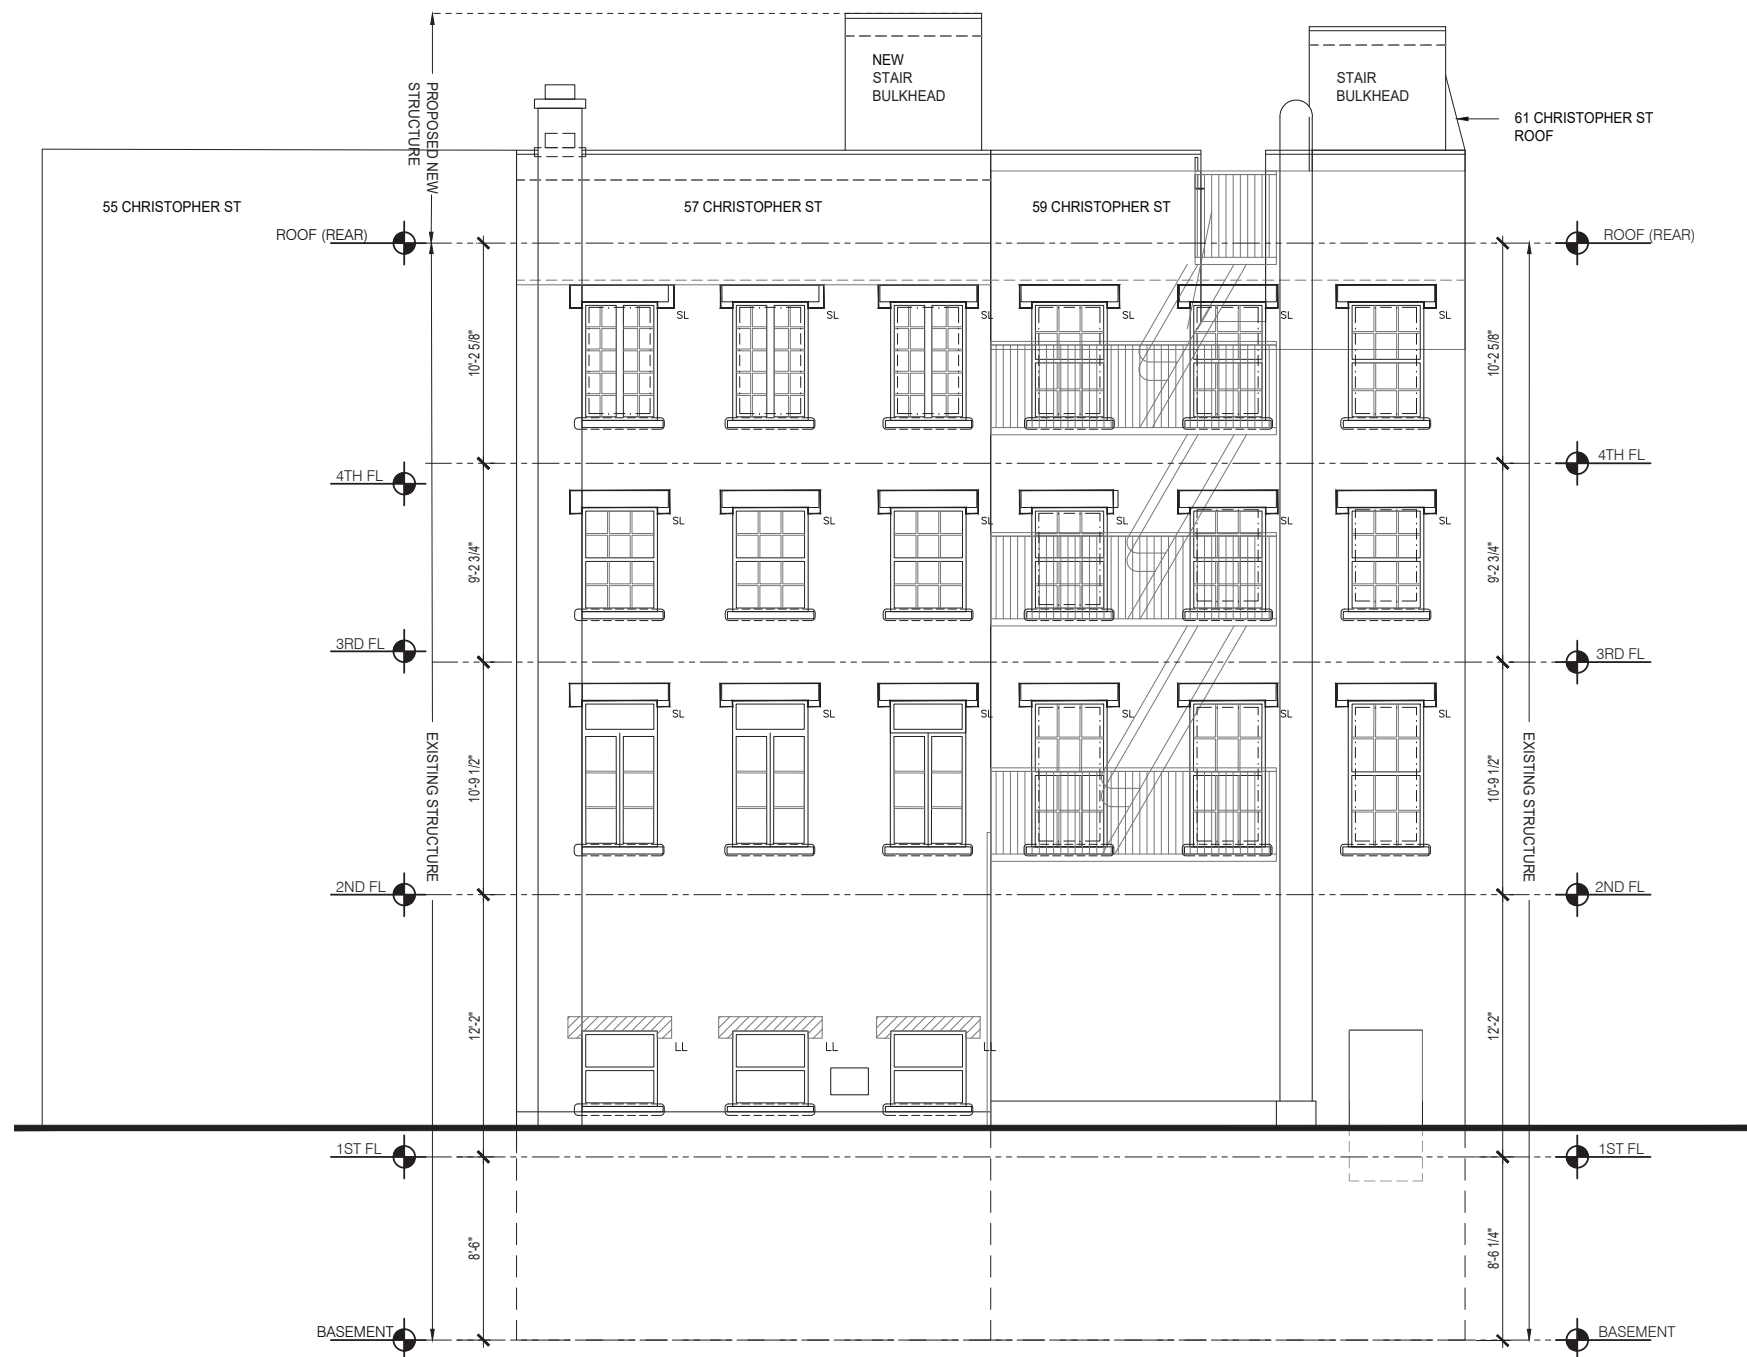 NEW
STAIR
BULKHEAD
STAIR
BULKHEAD
PROPOSED NEW
STRUCTURE
61 CHRISTOPHER ST
ROOF
55 CHRISTOPHER ST
57 CHRISTOPHER ST
59 CHRISTOPHER ST
ROOF (REAR)
ROOF (REAR)
SL
SL
SL
SL
SL
SL
10'-2 5/8"
10'-2 5/8"
4TH FL
4TH FL
SL
SL
SL
SL
SL
SL
9'-2 3/4"
9'-2 3/4"
3RD FL
3RD FL
SL
SL
SL
SL
SL
SL
EXISTING STRUCTURE
10'-9 1/2"
10'-9 1/2"
EXISTING STRUCTURE
2ND FL
2ND FL
12'-2"
12'-2"
LL
LL
LL
1ST FL
1ST FL
8'-6"
8'-6 1/4"
BASEMENT
BASEMENT